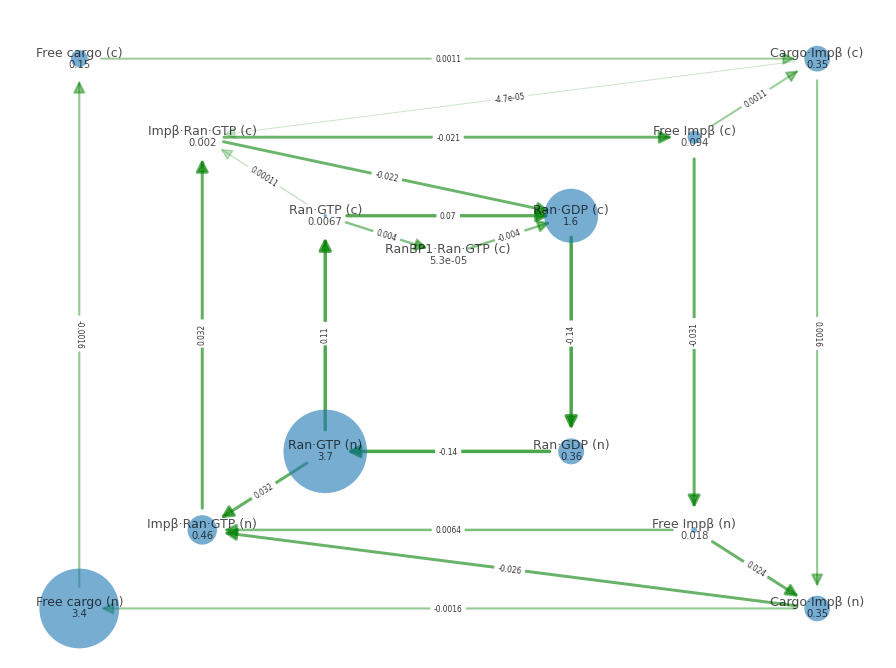 Free cargo (c)
0.15
0.0011
Cargo·Impβ (c)
0.35
-4.7e-05
0.0011
Impβ·Ran·GTP (c)
0.002
-0.021
Free Impβ (c)
0.094
-0.022
0.00011
Ran·GTP (c)
0.0067
0.07
Ran·GDP (c)
1.6
0.004
-0.004
RanBP1·Ran·GTP (c)
5.3e-05
-0.0016
0.032
0.11
-0.14
-0.031
0.0016
Ran·GTP (n)
3.7
-0.14
Ran·GDP (n)
0.36
0.032
Impβ·Ran·GTP (n)
0.46
0.0064
Free Impβ (n)
0.018
-0.026
0.024
Free cargo (n)
3.4
-0.0016
Cargo·Impβ (n)
0.35